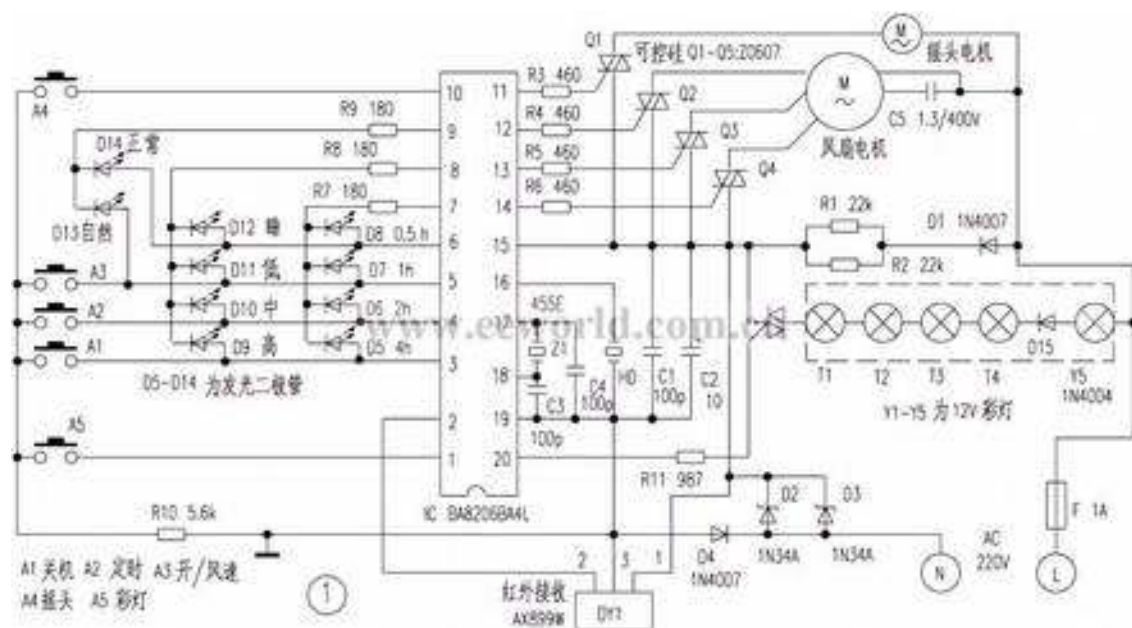 Q1
可控硅 Q1-Q5:Z0607
M
~
摇头电机
A4
10
11
R3 460
Q2
M
~
C5 1.3/400V
风扇电机
R9 180
9
12
R4 460
Q3
D14 正常
R8 180
8
13
R5 460
Q4
R7 180
7
14
R6 460
R1 22k
D1 1N4007
D13 自然
D12 睡
D8 0.5h
6
15
R2 22k
A3
D11 低
D7 1h
5
16
A2
D10 中
D6 2h
4
17
455E
www.eeworld.com.cn
A1
D9 高
D5 4h
3
Z1
D15
D5-D14 为发光二极管
18
C4
100p
HD
C1
100p
C2
10
T1
T2
T3
T4
Y5
1N4004
C3
100p
Y1-Y5 为 12V 彩灯
2
19
A5
1
20
R11 987
IC BA8206BA4L
R10 5.6k
D2
D3
F 1A
D4
1N4007
1N34A
1N34A
AC
220V
N
L
2
3
1
A1 关机 A2 定时 A3 开/风速
A4 摇头 A5 彩灯
1
红外接收
AX899W
DY1